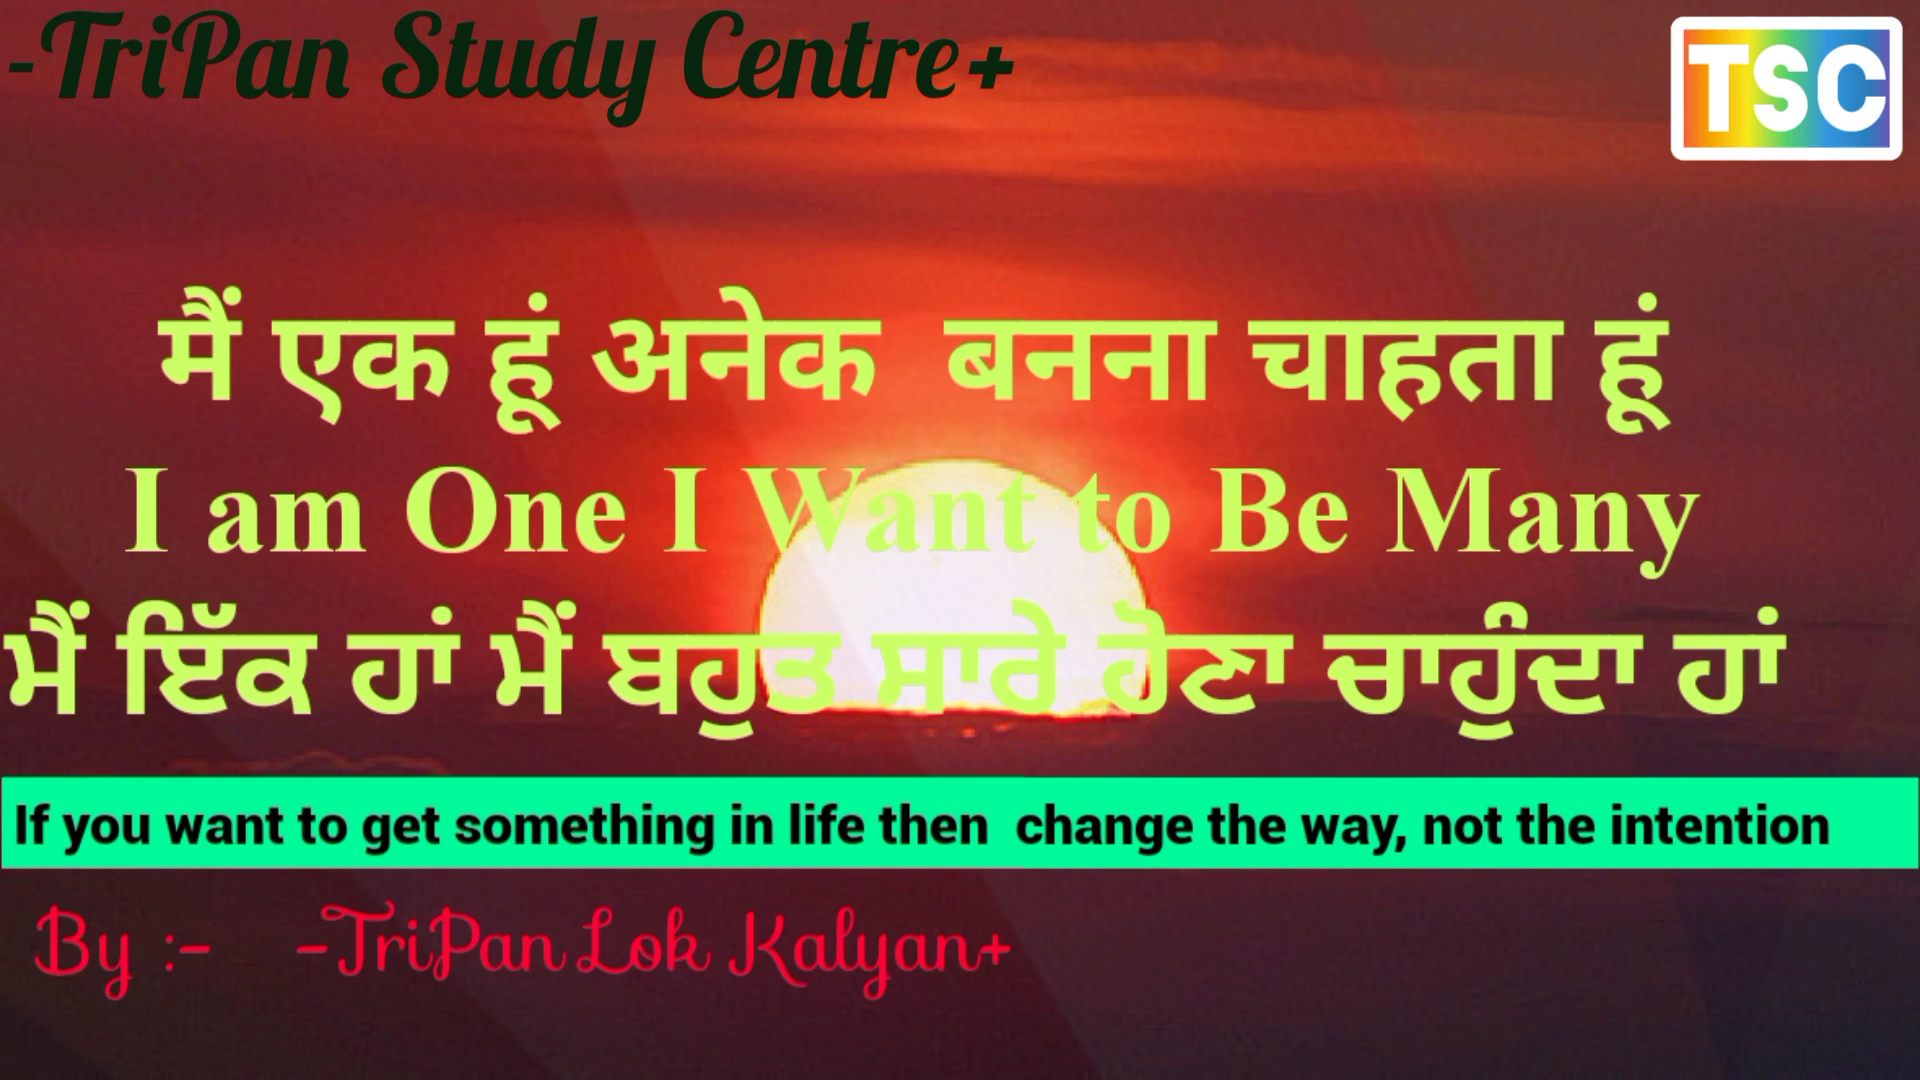 -TriPan Study Centre+
TSC
मैं एक हूं अनेक बनना चाहता हूं
I am One I Want to Be Many
ਮੈਂ ਇੱਕ ਹਾਂ ਮੈਂ ਬਹੁਤ ਸਾਰੇ ਹੋਣਾ ਚਾਹੁੰਦਾ ਹਾਂ
If you want to get something in life then change the way, not the intention
By :- -TriPan Lok Kalyan+